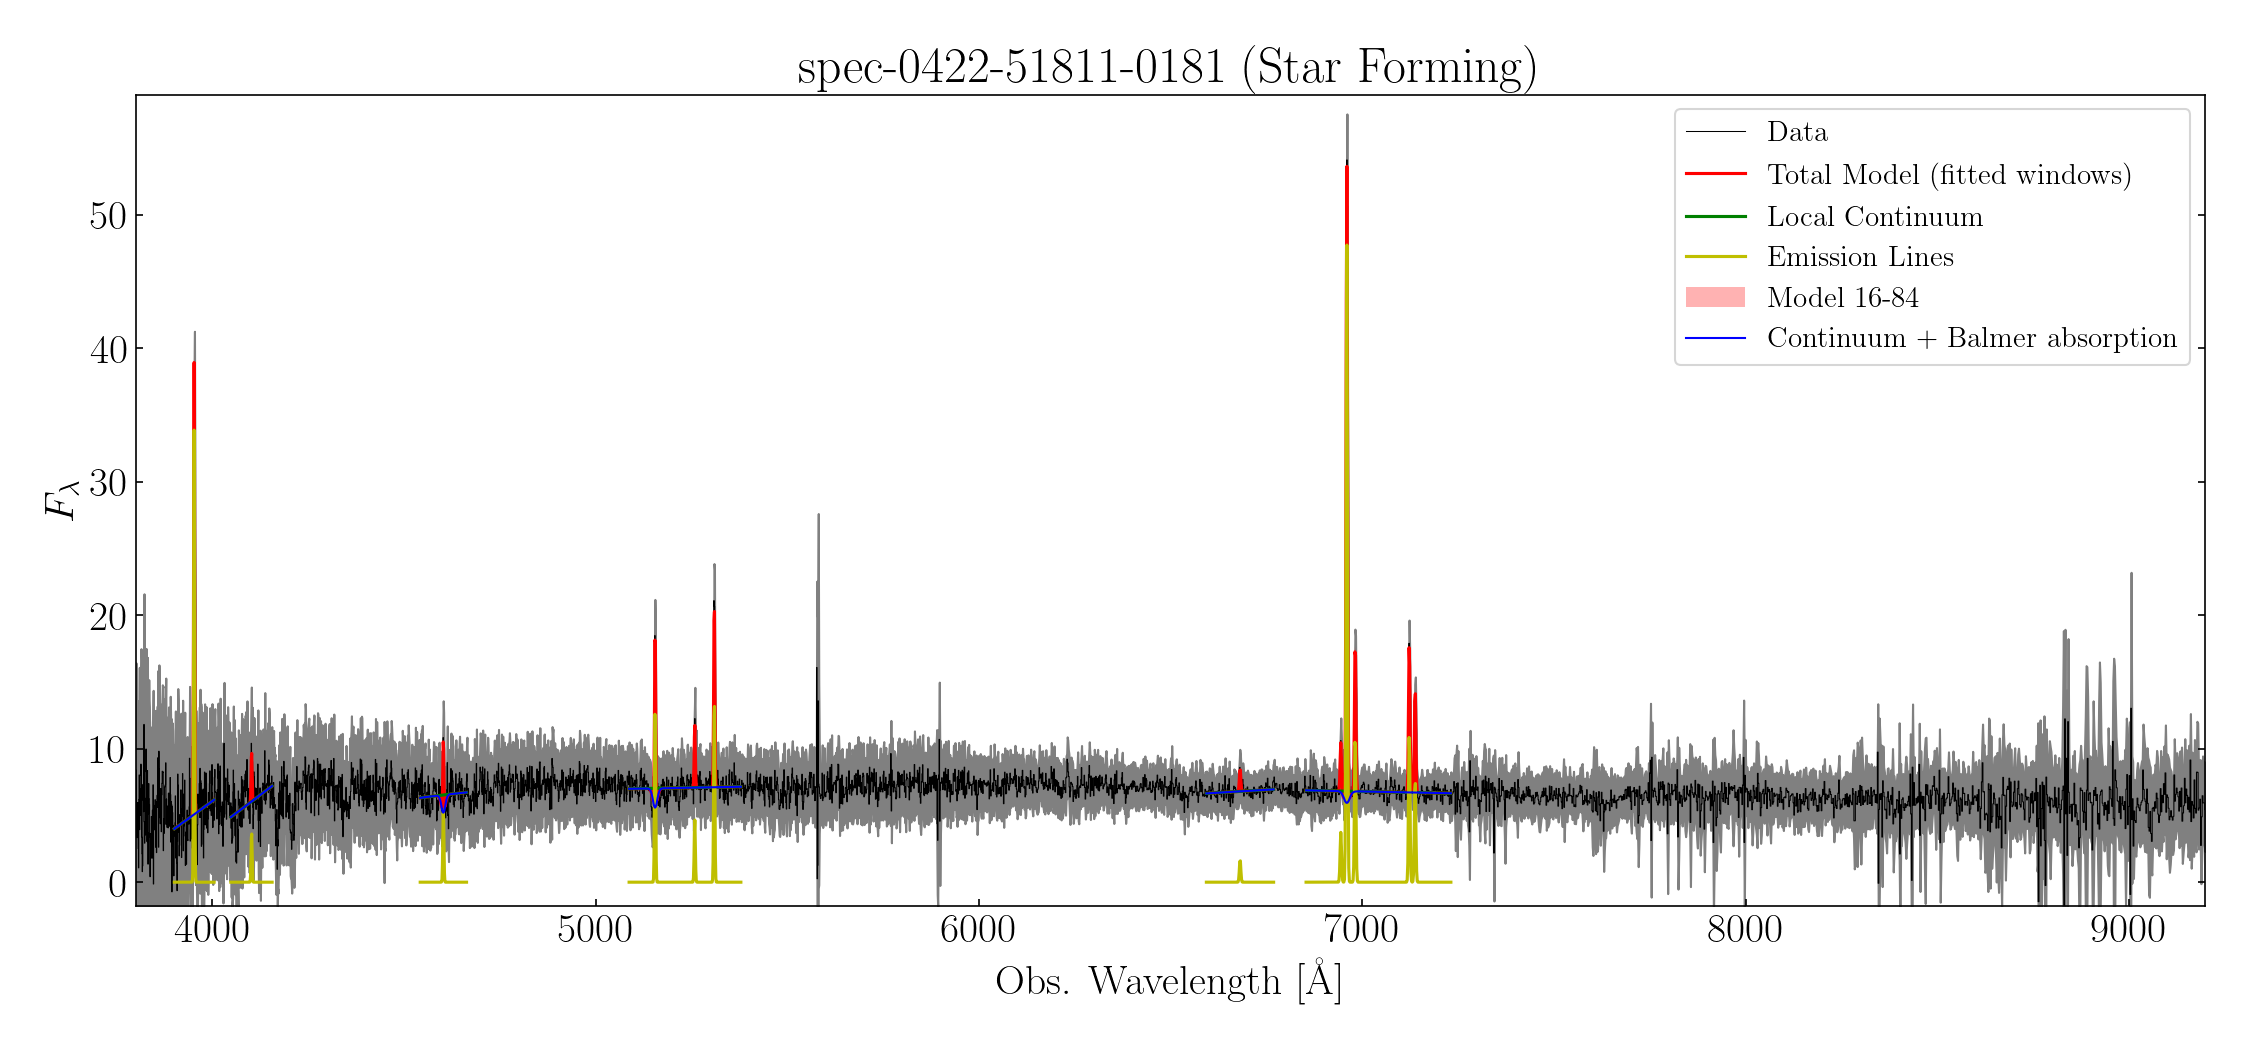 spec-0422-51811-0181 (Star Forming)
Data
Total Model (fitted windows)
Local Continuum
Emission Lines
Model 16-84
Continuum + Balmer absorption
F_λ
50
40
30
20
10
0
4000 5000 6000 7000 8000 9000
Obs. Wavelength [Å]